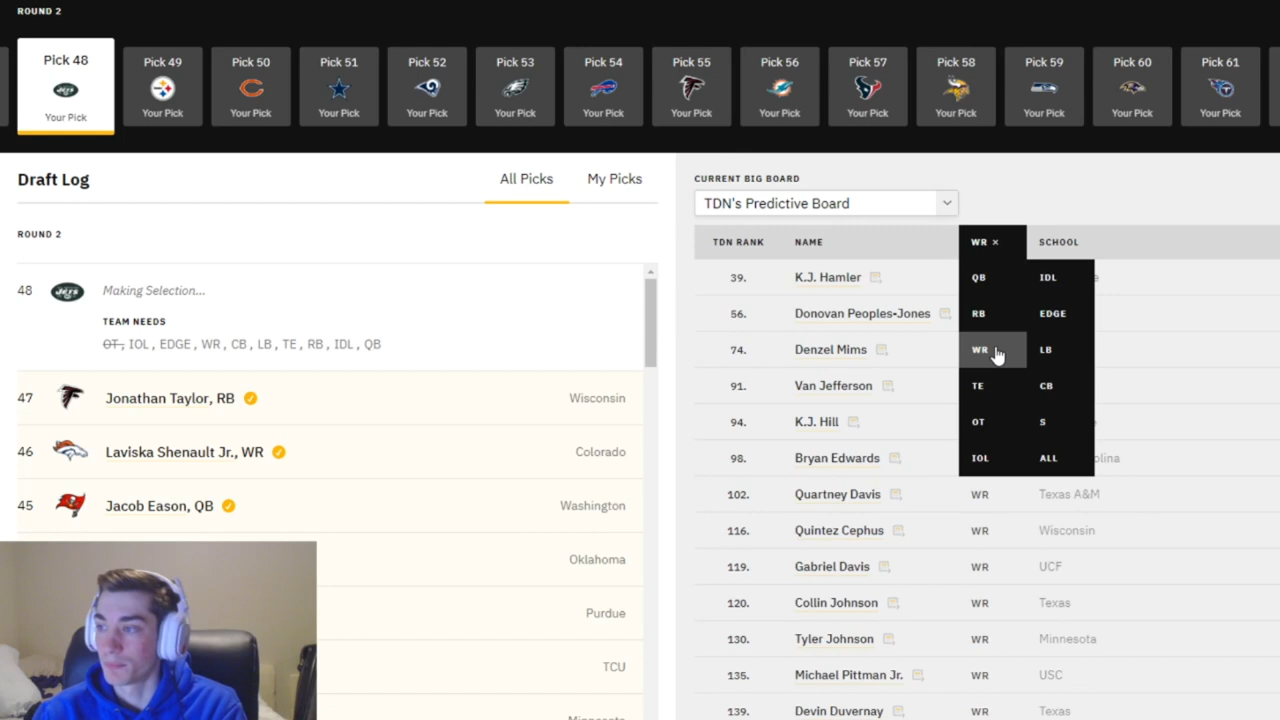 ROUND 2
Pick 48
Your Pick
Pick 49
Your Pick
Pick 50
Your Pick
Pick 51
Your Pick
Pick 52
Your Pick
Pick 53
Your Pick
Pick 54
Your Pick
Pick 55
Your Pick
Pick 56
Your Pick
Pick 57
Your Pick
Pick 58
Your Pick
Pick 59
Your Pick
Pick 60
Your Pick
Pick 61
Your Pick
Draft Log
All Picks My Picks
ROUND 2
48 JETS Making Selection...
TEAM NEEDS
OT, IOL, EDGE, WR, CB, LB, TE, RB, IDL, QB
47 Jonathan Taylor, RB Wisconsin
46 Laviska Shenault Jr., WR Colorado
45 Jacob Eason, QB Washington
Oklahoma
Purdue
TCU
Minnesota
CURRENT BIG BOARD
TDN's Predictive Board
TDN RANK NAME WR × SCHOOL
39. K.J. Hamler
56. Donovan Peoples-Jones
74. Denzel Mims
91. Van Jefferson
94. K.J. Hill
98. Bryan Edwards
QB IDL
RB EDGE
WR LB
TE CB
OT S
IOL ALL
102. Quartney Davis WR Texas A&M
116. Quintez Cephus WR Wisconsin
119. Gabriel Davis WR UCF
120. Collin Johnson WR Texas
130. Tyler Johnson WR Minnesota
135. Michael Pittman Jr. WR USC
139. Devin Duvernay WR Texas